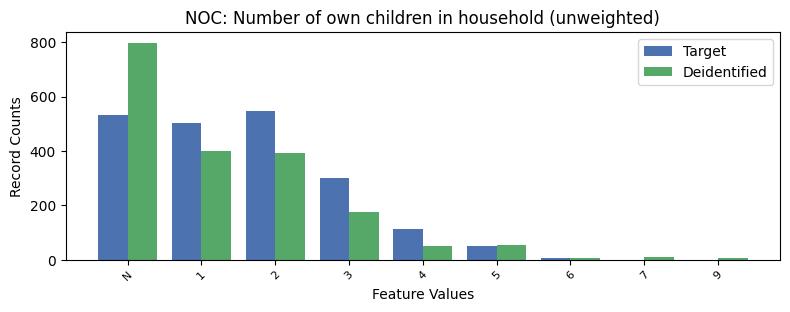 NOC: Number of own children in household (unweighted)
Target
Deidentified
Record Counts
800
600
400
200
0
N 1 2 3 4 5 6 7 9
Feature Values